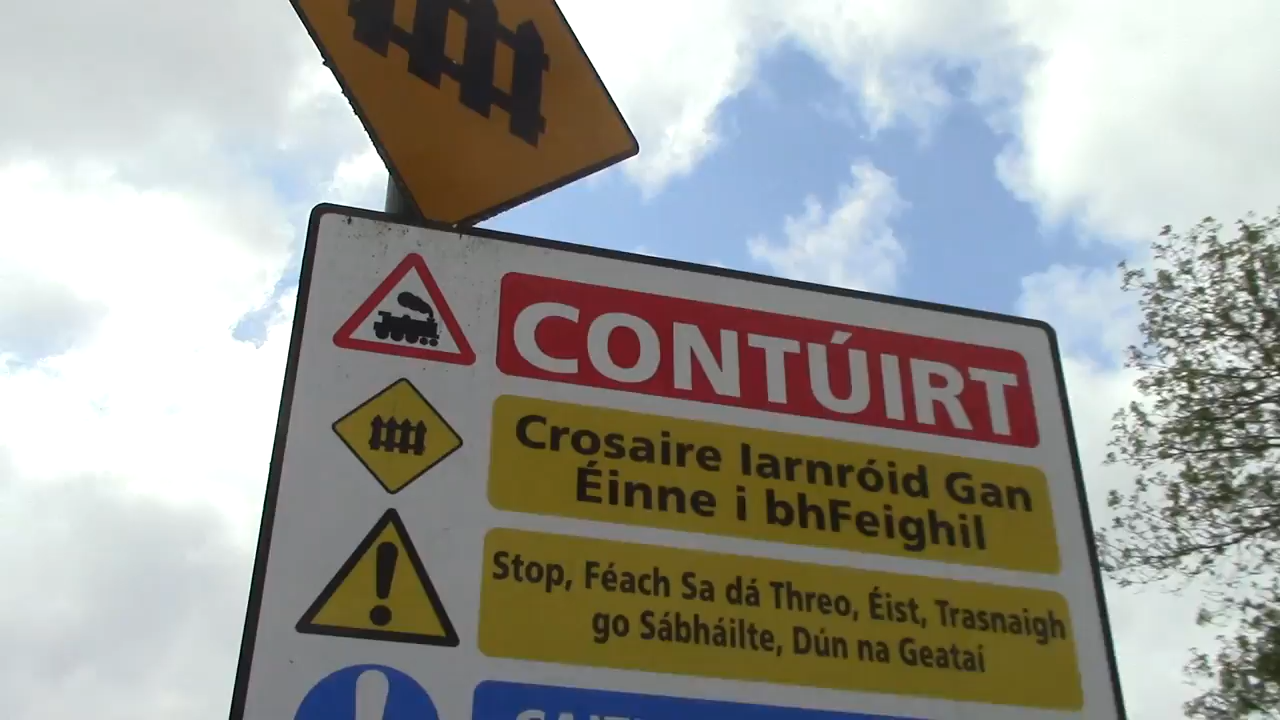 CONTÚIRT
Crosaire Iarnróid Gan
Éinne i bhFeighil
Stop, Féach Sa dá Threo, Éist, Trasnaigh
go Sábháilte, Dún na Geataí